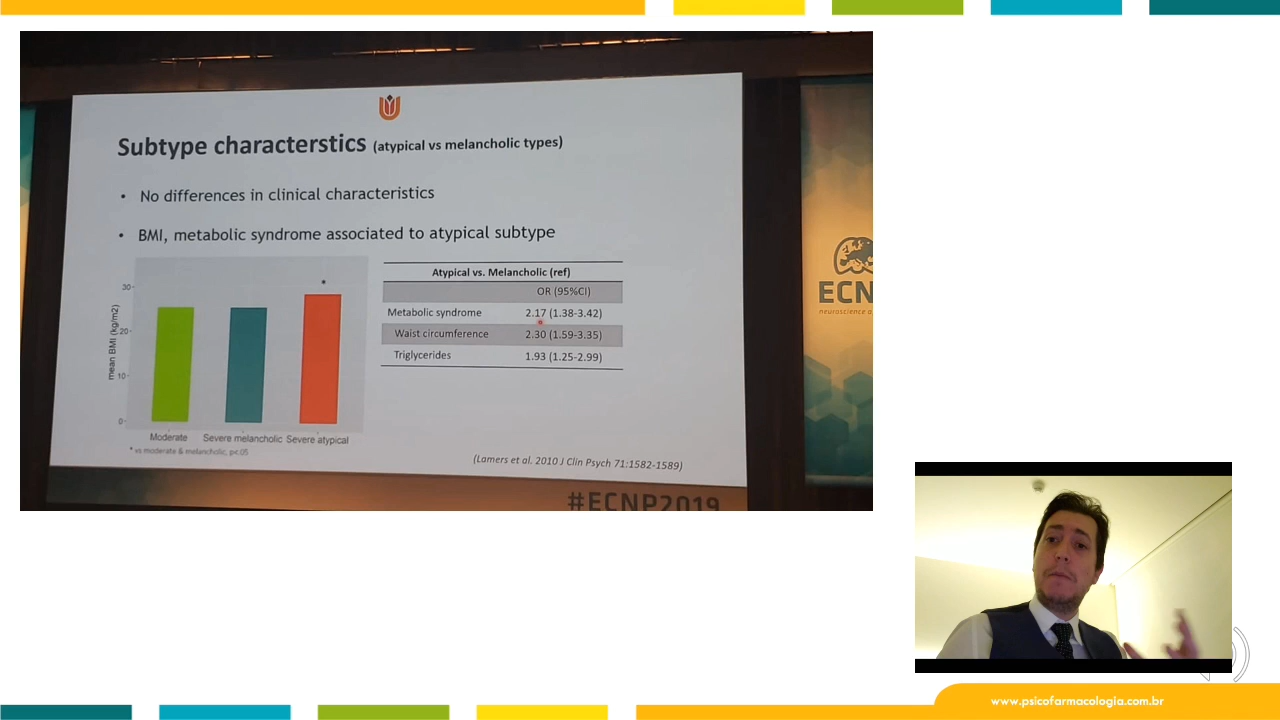 Subtype characterstics (atypical vs melancholic types)
• No differences in clinical characteristics
• BMI, metabolic syndrome associated to atypical subtype
mean BMI (kg/m2)
30
20
10
0
*
Moderate Severe melancholic Severe atypical
* vs moderate & melancholic, p<.05
Atypical vs. Melancholic (ref)
OR (95%CI)
Metabolic syndrome 2.17 (1.38-3.42)
Waist circumference 2.30 (1.59-3.35)
Triglycerides 1.93 (1.25-2.99)
(Lamers et al. 2010 J Clin Psych 71:1582-1589)
#ECNP2019
ECN
neuroscience a
www.psicofarmacologia.com.br